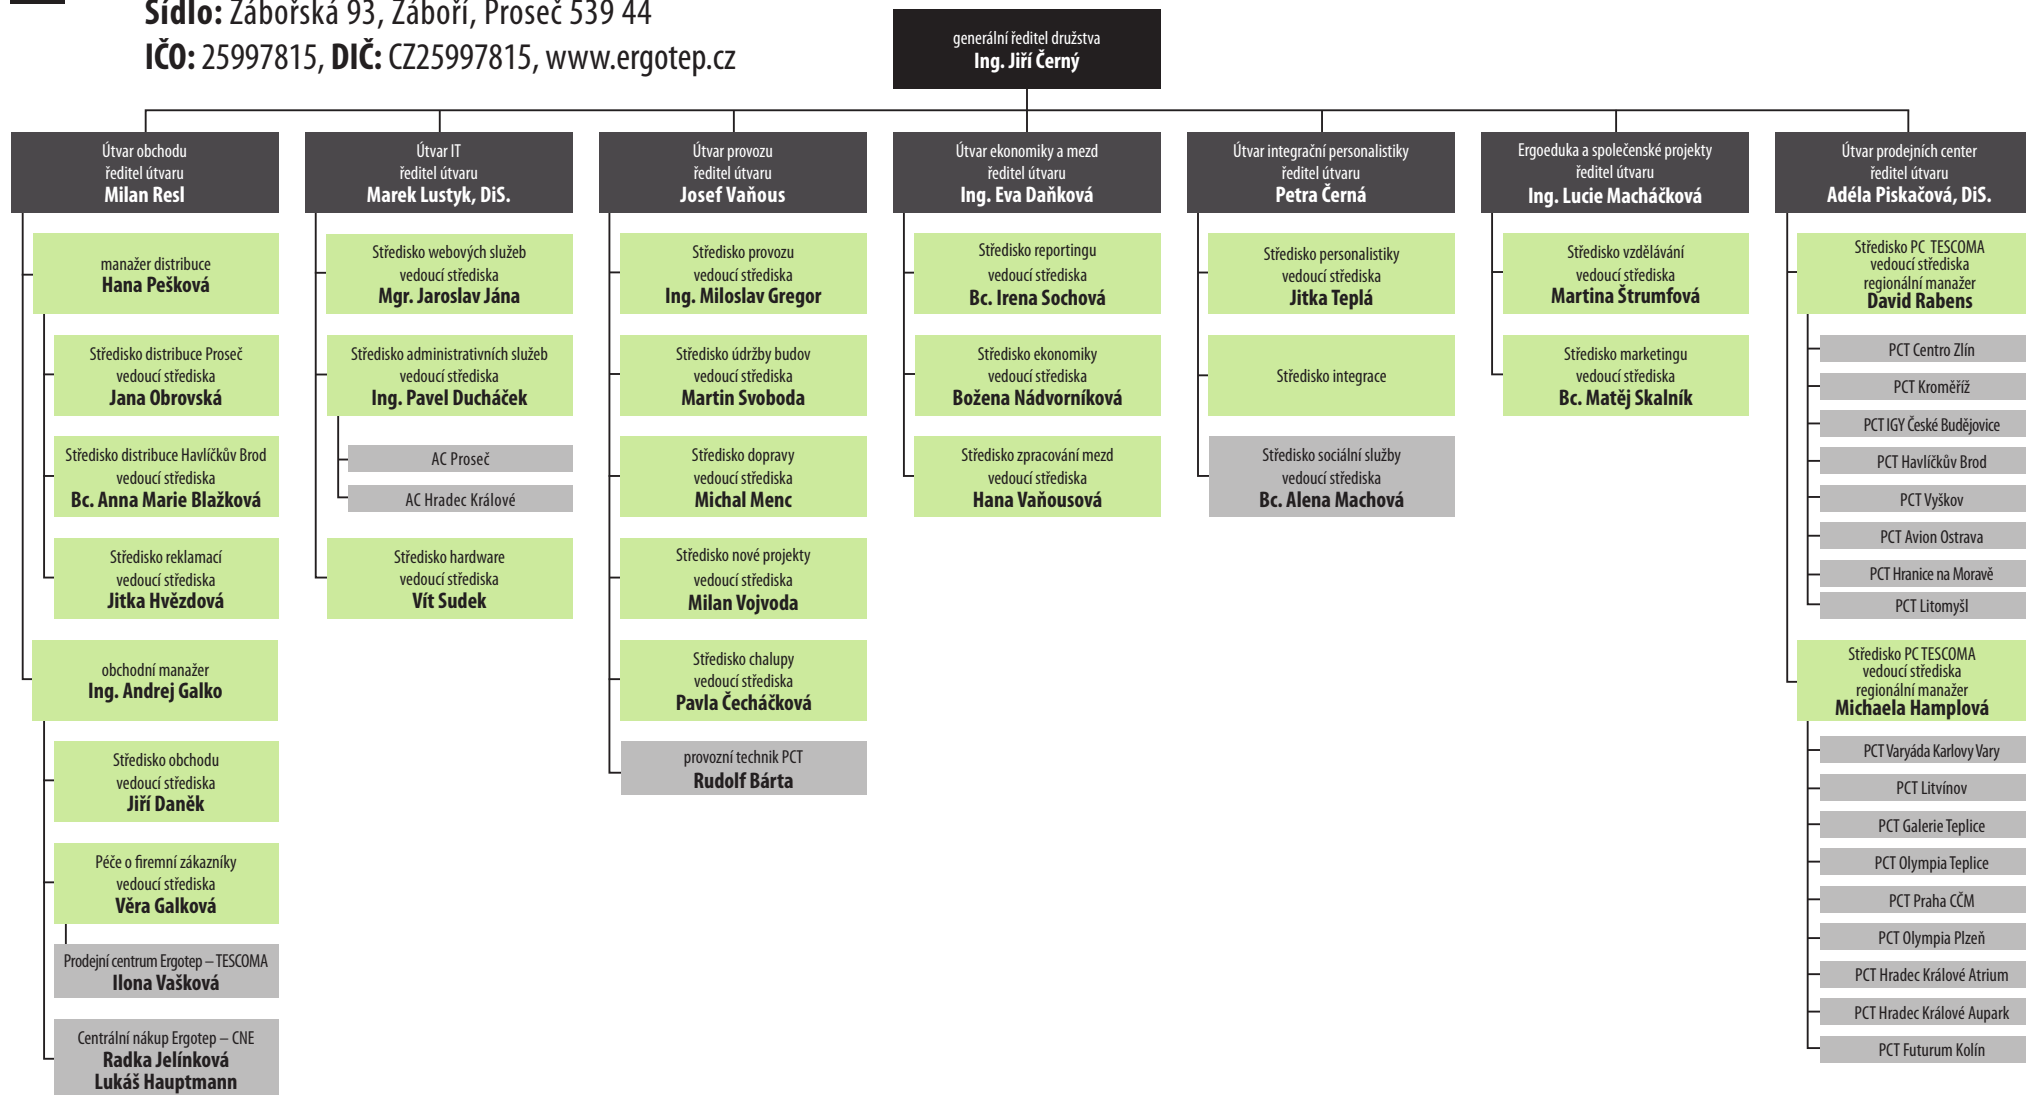 Sídlo: Zábořská 93, Záboří, Proseč 539 44
IČO: 25997815, DIČ: CZ25997815, www.ergotep.cz
generální ředitel družstva
Ing. Jiří Černý
Útvar obchodu
ředitel útvaru
Milan Resl
manažer distribuce
Hana Pešková
Středisko distribuce Proseč
vedoucí střediska
Jana Obrovská
Středisko distribuce Havlíčkův Brod
vedoucí střediska
Bc. Anna Marie Blažková
Středisko reklamací
vedoucí střediska
Jitka Hvězdová
obchodní manažer
Ing. Andrej Galko
Středisko obchodu
vedoucí střediska
Jiří Daněk
Péče o firemní zákazníky
vedoucí střediska
Věra Galková
Prodejní centrum Ergotep – TESCOMA
Ilona Vašková
Centrální nákup Ergotep – CNE
Radka Jelínková
Lukáš Hauptmann
Útvar IT
ředitel útvaru
Marek Lustyk, DiS.
Středisko webových služeb
vedoucí střediska
Mgr. Jaroslav Jána
Středisko administrativních služeb
vedoucí střediska
Ing. Pavel Ducháček
AC Proseč
AC Hradec Králové
Středisko hardware
vedoucí střediska
Vít Sudek
Útvar provozu
ředitel útvaru
Josef Vaňous
Středisko provozu
vedoucí střediska
Ing. Miloslav Gregor
Středisko údržby budov
vedoucí střediska
Martin Svoboda
Středisko dopravy
vedoucí střediska
Michal Menc
Středisko nové projekty
vedoucí střediska
Milan Vojvoda
Středisko chalupy
vedoucí střediska
Pavla Čecháčková
provozní technik PCT
Rudolf Bárta
Útvar ekonomiky a mezd
ředitel útvaru
Ing. Eva Daňková
Středisko reportingu
vedoucí střediska
Bc. Irena Sochová
Středisko ekonomiky
vedoucí střediska
Božena Nádvorníková
Středisko zpracování mezd
vedoucí střediska
Hana Vaňousová
Útvar integrační personalistiky
ředitel útvaru
Petra Černá
Středisko personalistiky
vedoucí střediska
Jitka Teplá
Středisko integrace
Středisko sociální služby
vedoucí střediska
Bc. Alena Machová
Ergoeduka a společenské projekty
ředitel útvaru
Ing. Lucie Macháčková
Středisko vzdělávání
vedoucí střediska
Martina Štrumfová
Středisko marketingu
vedoucí střediska
Bc. Matěj Skalník
Útvar prodejních center
ředitel útvaru
Adéla Piskačová, DiS.
Středisko PC TESCOMA
vedoucí střediska
regionální manažer
David Rabens
PCT Centro Zlín
PCT Kroměříž
PCT IGY České Budějovice
PCT Havlíčkův Brod
PCT Vyškov
PCT Avion Ostrava
PCT Hranice na Moravě
PCT Litomyšl
Středisko PC TESCOMA
vedoucí střediska
regionální manažer
Michaela Hamplová
PCT Varyáda Karlovy Vary
PCT Litvínov
PCT Galerie Teplice
PCT Olympia Teplice
PCT Praha CČM
PCT Olympia Plzeň
PCT Hradec Králové Atrium
PCT Hradec Králové Aupark
PCT Futurum Kolín